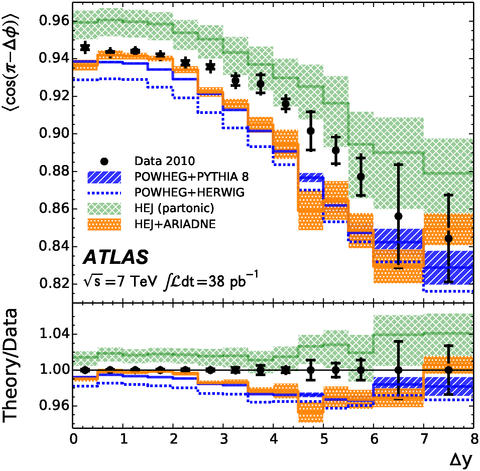 ⟨cos(π−Δϕ)⟩
0.96
0.94
0.92
0.90
0.88
0.86
0.84
0.82
Data 2010
POWHEG+PYTHIA 8
POWHEG+HERWIG
HEJ (partonic)
HEJ+ARIADNE
ATLAS
√s=7 TeV ∫ℒdt=38 pb⁻¹
Theory/Data
1.04
1.00
0.96
0 1 2 3 4 5 6 7 8
Δy